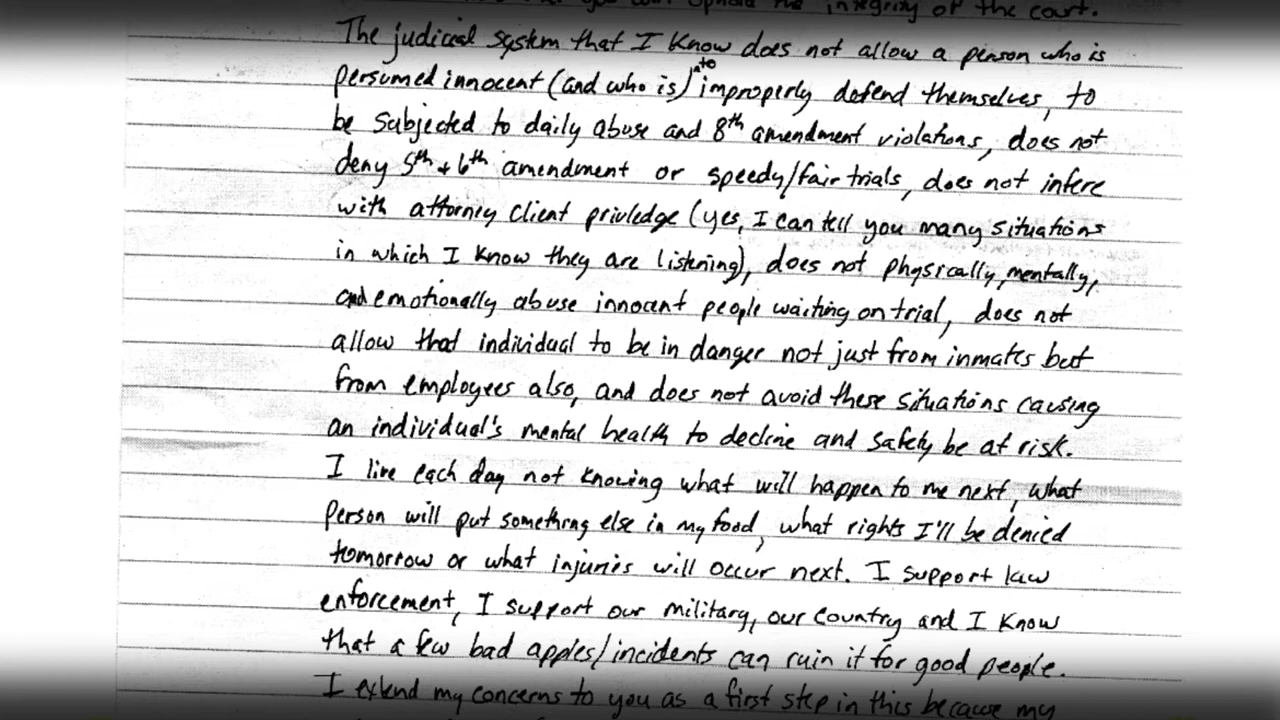 the integrity of the court.
The judicial system that I know does not allow a person who is
persumed innocent (and who is) to improperly defend themselves, to
be subjected to daily abuse and 8th amendment violations, does not
deny 5th + 6th amendment or speedy/fair trials, does not infere
with attorney client privledge (yes, I can tell you many situations
in which I know they are listening), does not physically, mentally,
and emotionally abuse innocent people waiting on trial, does not
allow that individual to be in danger not just from inmates but
from employees also, and does not avoid these situations causing
an individual's mental health to decline and safety be at risk.
I live each day not knowing what will happen to me next, what
person will put something else in my food, what rights I'll be denied
tomorrow or what injuries will occur next. I support law
enforcement, I support our military, our country and I know
that a few bad apples/incidents can ruin it for good people.
I extend my concerns to you as a first step in this because my